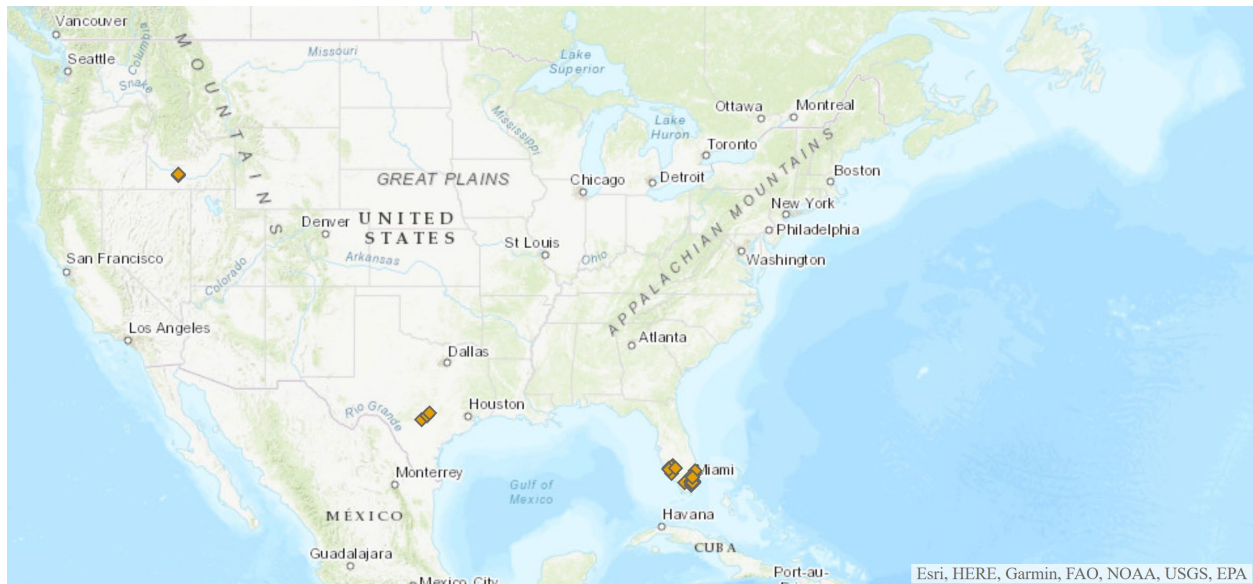 Vancouver
Seattle
Columbia
Snake
Missouri
MOUNTAINS
Lake
Superior
Ottawa
Montreal
Lake
Huron
Mississippi
Toronto
Boston
GREAT PLAINS
Chicago
Detroit
New York
Denver
UNITED
STATES
St Louis
Ohio
APPALACHIAN MOUNTAINS
Philadelphia
Washington
San Francisco
Colorado
Arkansas
Los Angeles
Atlanta
Dallas
Rio Grande
Houston
Monterrey
Miami
Gulf of
Mexico
MÉXICO
Havana
CUBA
Guadalajara
Mexico City
Port-au-
Esri, HERE, Garmin, FAO, NOAA, USGS, EPA